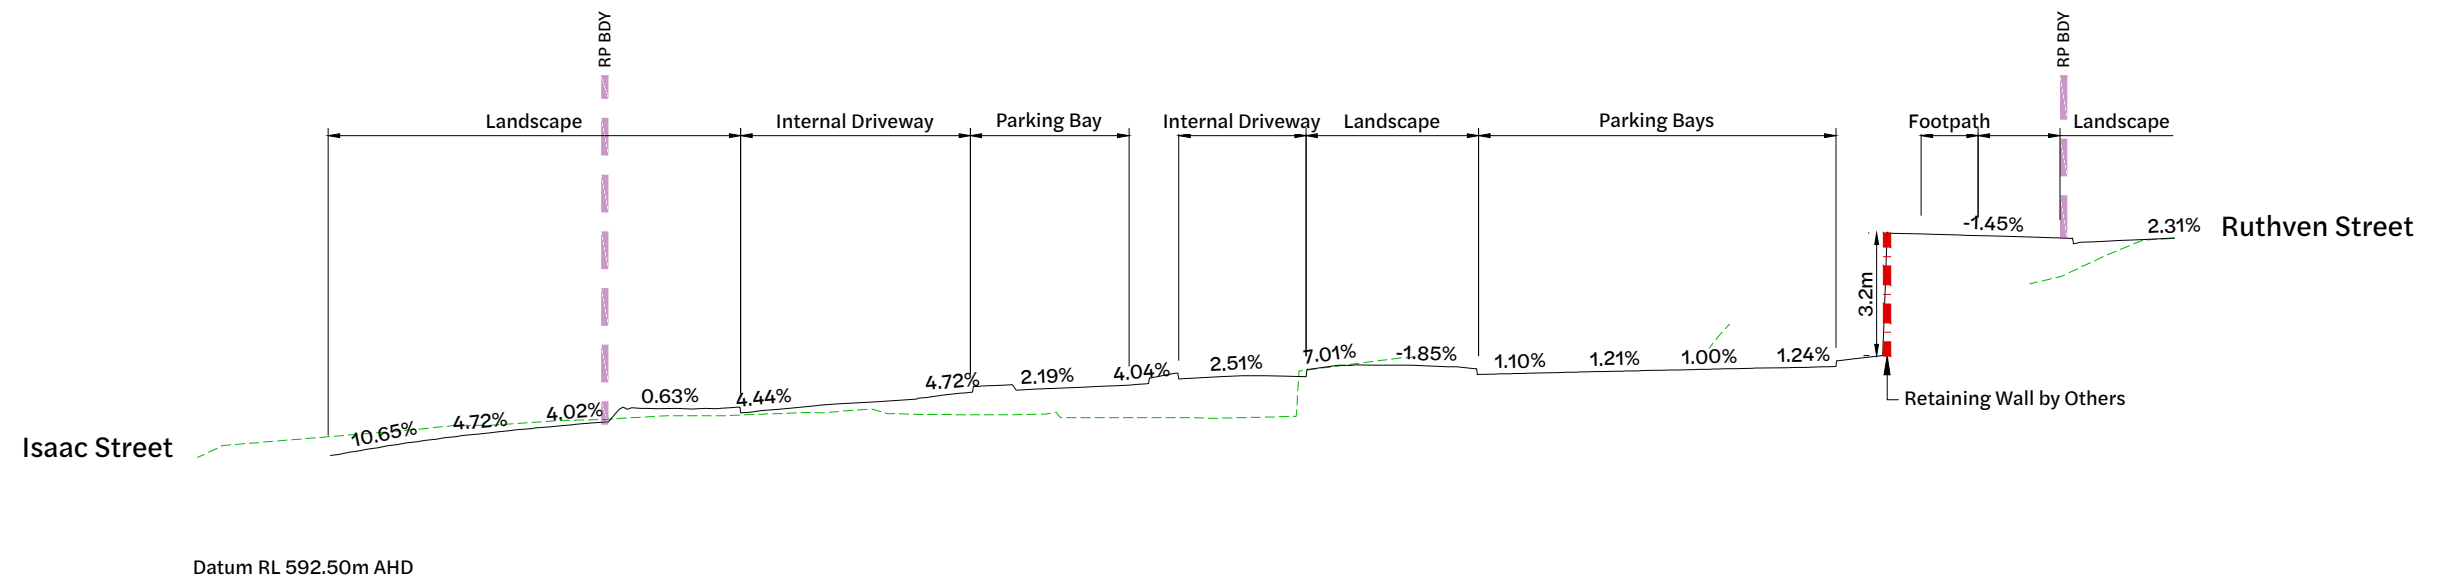 RP BDY
RP BDY
Landscape
Internal Driveway
Parking Bay
Internal Driveway
Landscape
Parking Bays
Footpath
Landscape
-1.45%
2.31%
Ruthven Street
3.2m
7.01%
-1.85%
2.51%
1.10%
1.21%
1.00%
1.24%
4.72%
2.19%
4.04%
0.63%
4.44%
Retaining Wall by Others
10.65%
4.72%
4.02%
Isaac Street
Datum RL 592.50m AHD